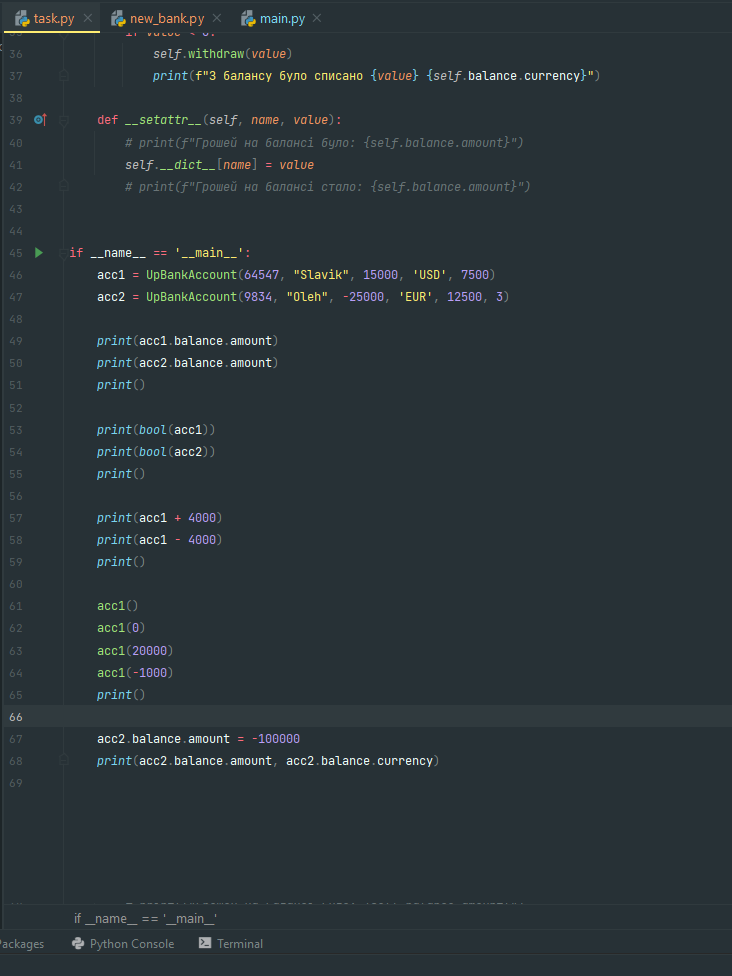 task.py new_bank.py main.py
36 self.withdraw(value)
37 print(f"З балансу було списано {value} {self.balance.currency}")
38
39 def __setattr__(self, name, value):
40 # print(f"Грошей на балансі було: {self.balance.amount}")
41 self.__dict__[name] = value
42 # print(f"Грошей на балансі стало: {self.balance.amount}")
43
44
45 if __name__ == '__main__':
46 acc1 = UpBankAccount(64547, "Slavik", 15000, 'USD', 7500)
47 acc2 = UpBankAccount(9834, "Oleh", -25000, 'EUR', 12500, 3)
48
49 print(acc1.balance.amount)
50 print(acc2.balance.amount)
51 print()
52
53 print(bool(acc1))
54 print(bool(acc2))
55 print()
56
57 print(acc1 + 4000)
58 print(acc1 - 4000)
59 print()
60
61 acc1()
62 acc1(0)
63 acc1(20000)
64 acc1(-1000)
65 print()
66
67 acc2.balance.amount = -100000
68 print(acc2.balance.amount, acc2.balance.currency)
69
if __name__ == '__main__'
Packages Python Console Terminal